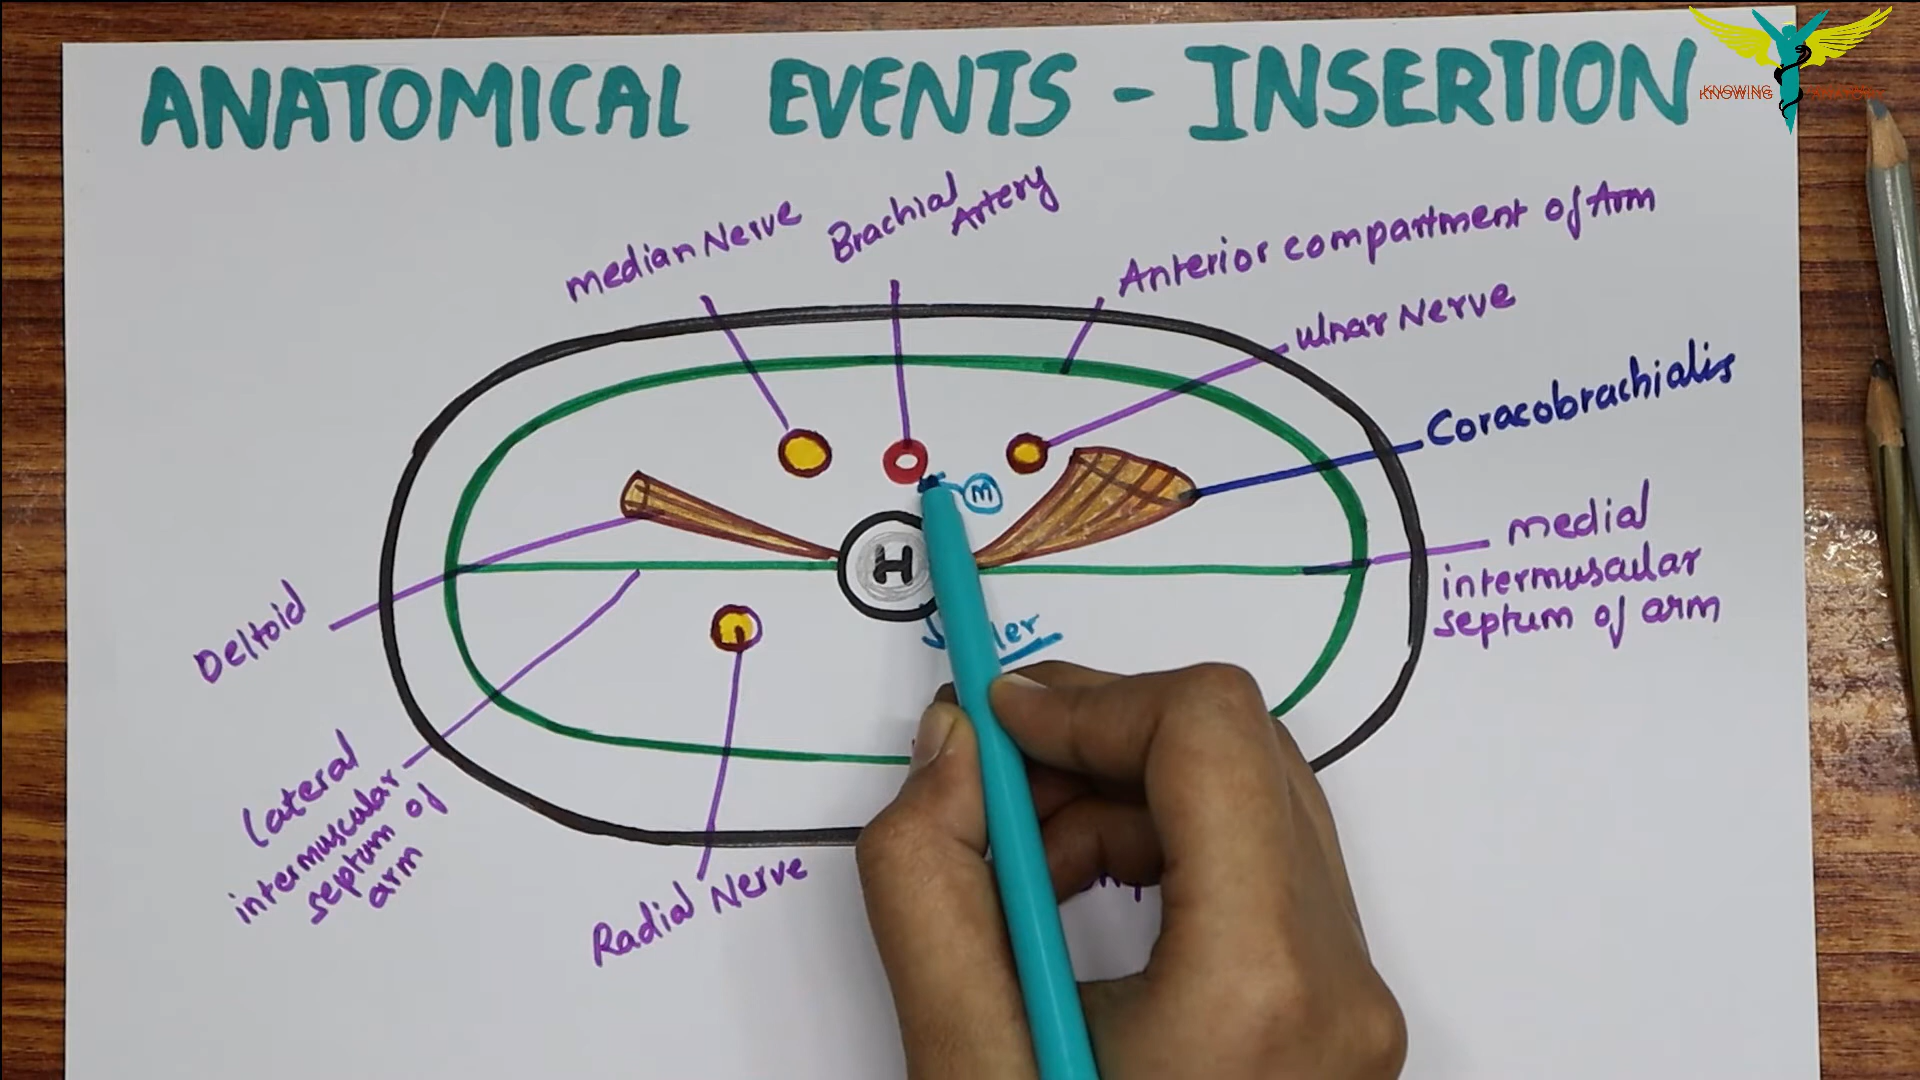 ANATOMICAL EVENTS - INSERTION
KNOWING
median Nerve
Brachial
Artery
Anterior compartment of Arm
ulnar Nerve
Coracobrachialis
M
H
medial
intermuscular
septum of arm
Deltoid
Lateral
intermuscular
septum of
arm
Radial Nerve